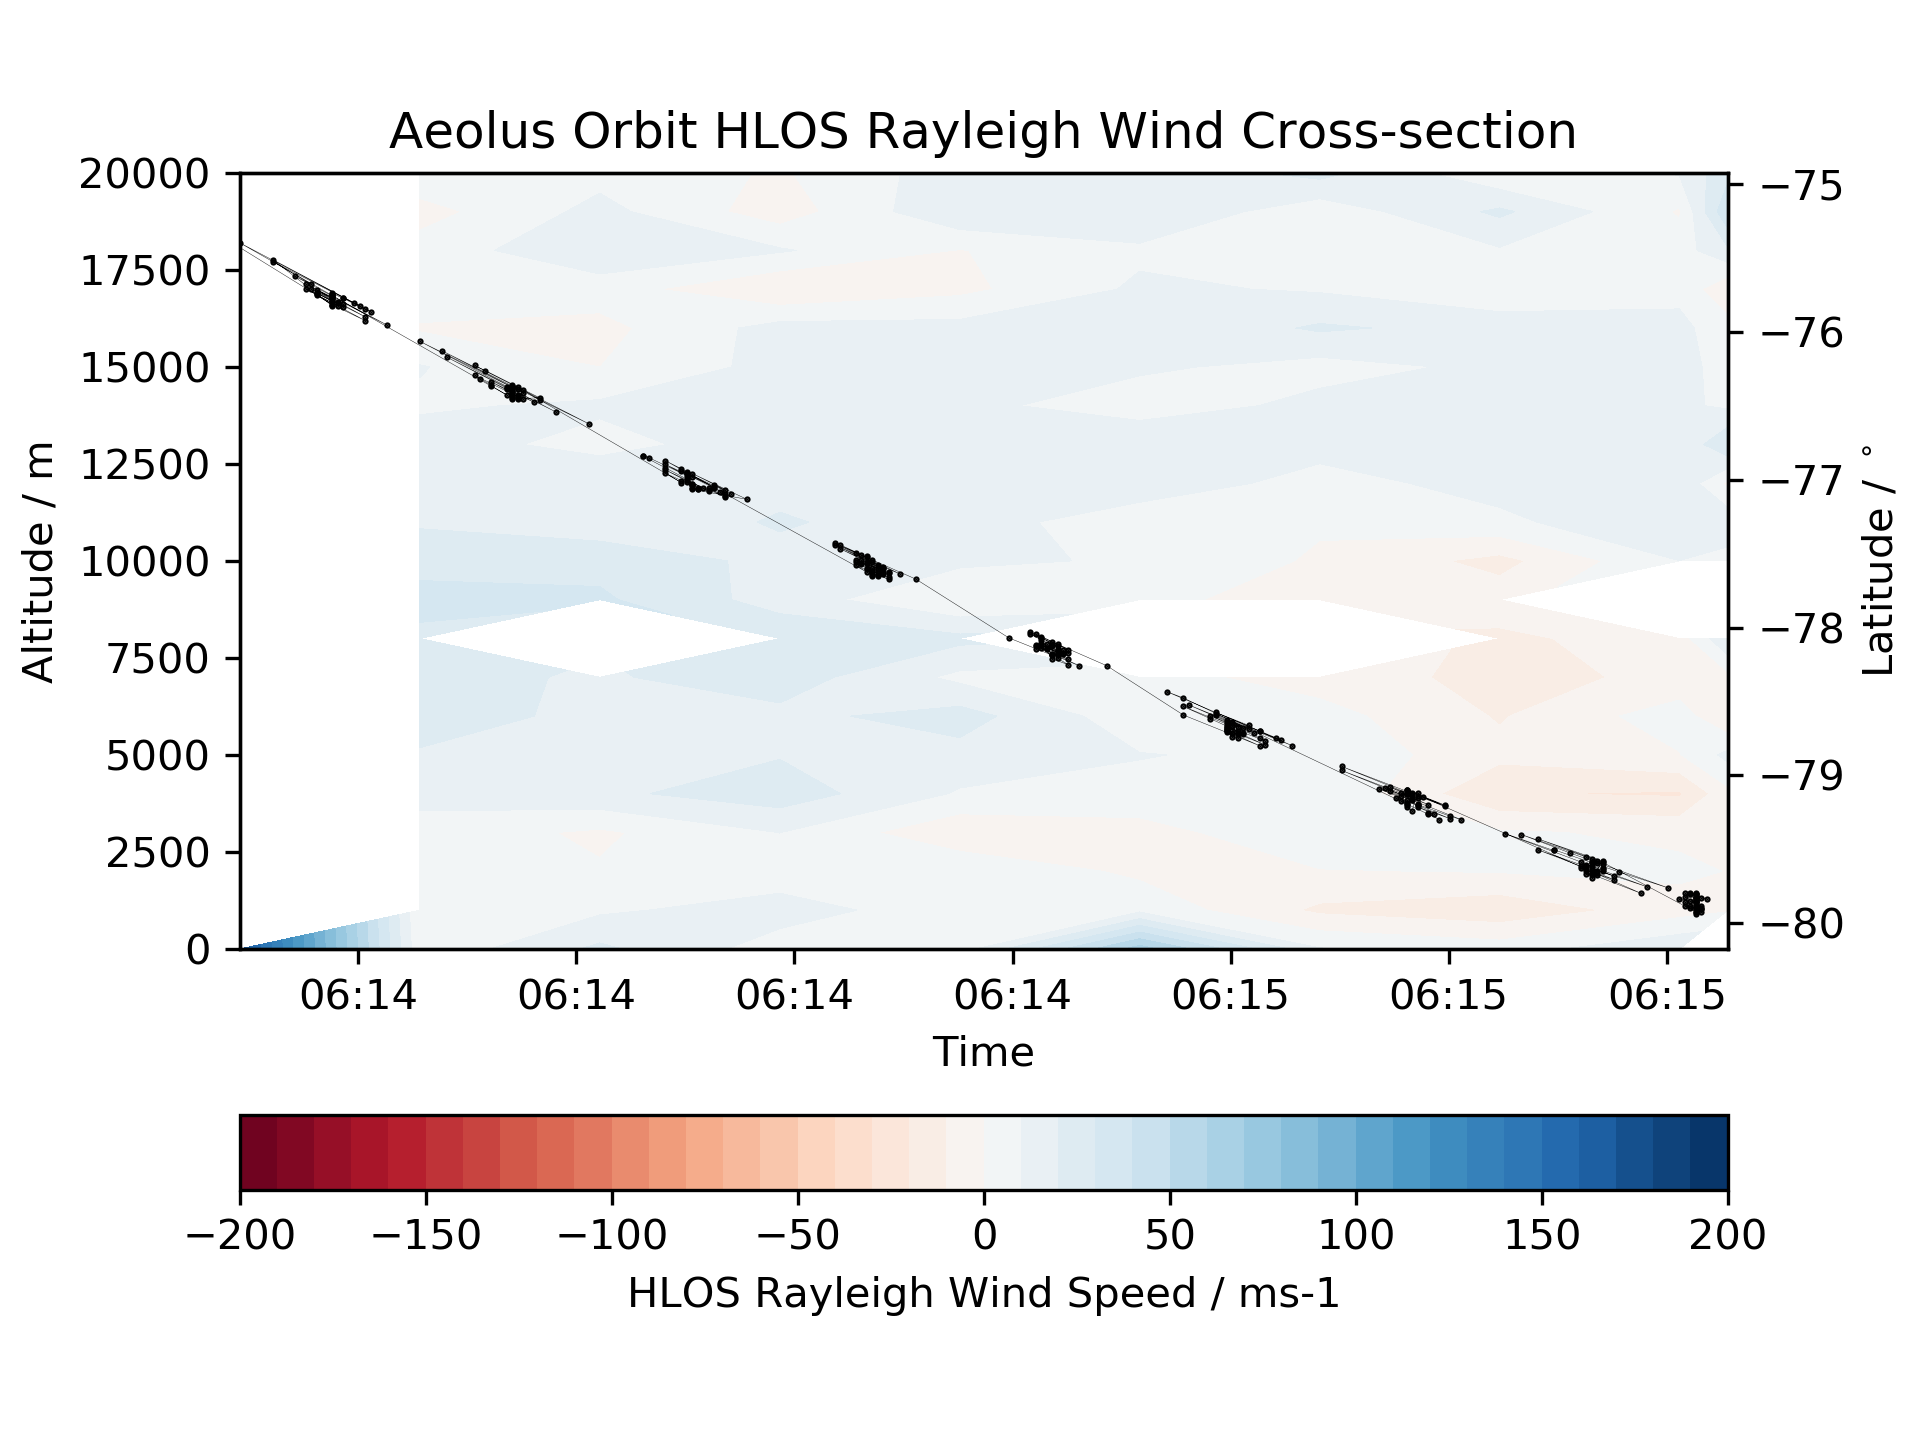 Aeolus Orbit HLOS Rayleigh Wind Cross-section
20000
17500
15000
12500
10000
7500
5000
2500
0
Altitude / m
−75
−76
−77
−78
−79
−80
Latitude / °
06:14 06:14 06:14 06:14 06:15 06:15 06:15
Time
−200 −150 −100 −50 0 50 100 150 200
HLOS Rayleigh Wind Speed / ms-1